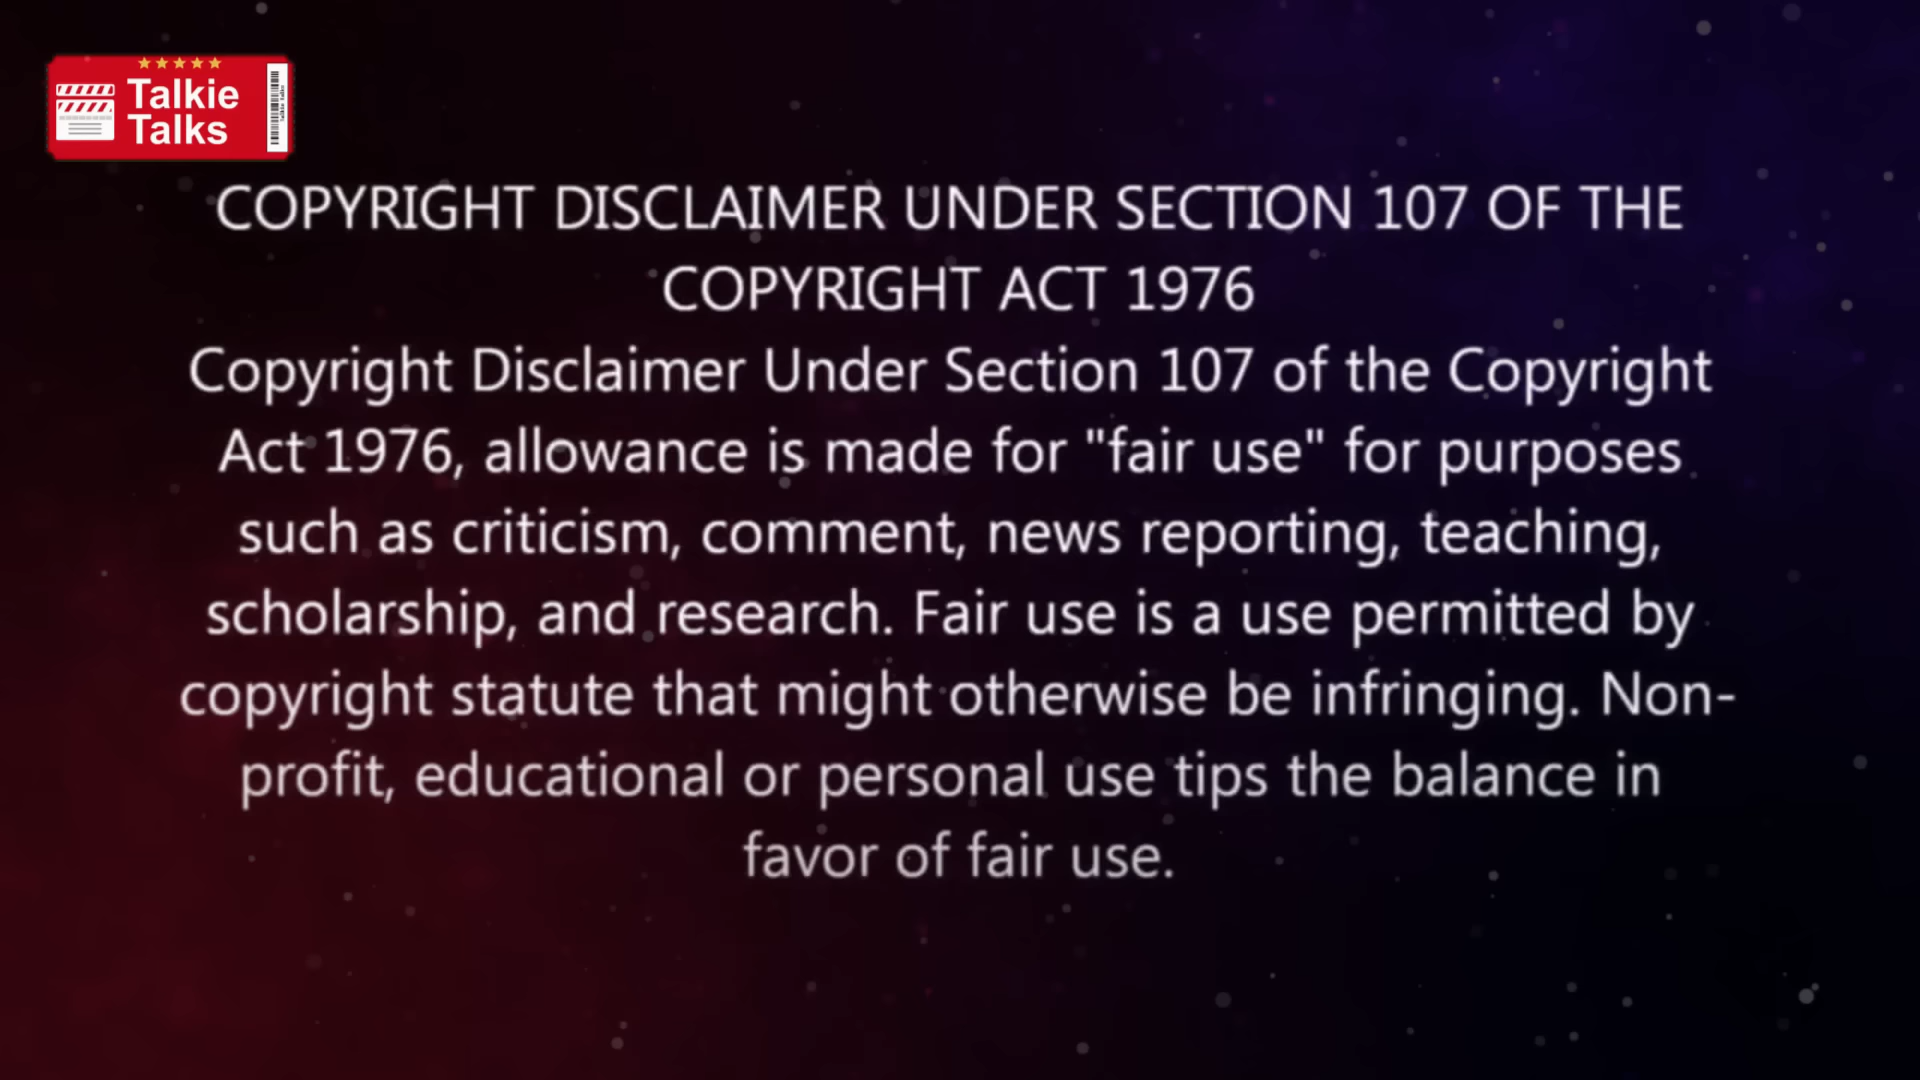 Talkie
Talks
COPYRIGHT DISCLAIMER UNDER SECTION 107 OF THE
COPYRIGHT ACT 1976
Copyright Disclaimer Under Section 107 of the Copyright
Act 1976, allowance is made for "fair use" for purposes
such as criticism, comment, news reporting, teaching,
scholarship, and research. Fair use is a use permitted by
copyright statute that might otherwise be infringing. Non-
profit, educational or personal use tips the balance in
favor of fair use.